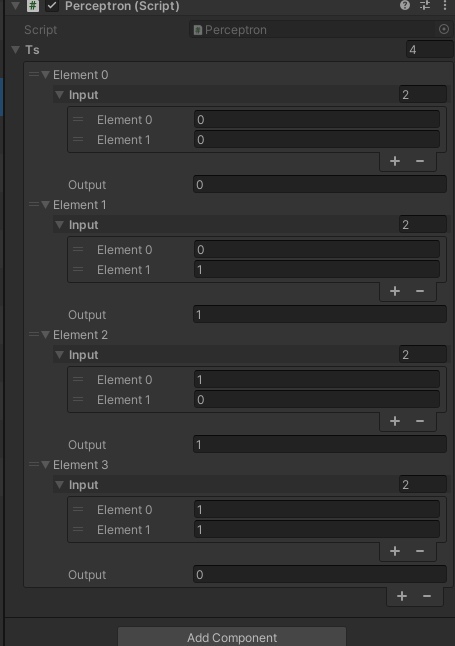 Perceptron (Script)
Script Perceptron
Ts 4
Element 0
Input 2
Element 0 0
Element 1 0
Output 0
Element 1
Input 2
Element 0 0
Element 1 1
Output 1
Element 2
Input 2
Element 0 1
Element 1 0
Output 1
Element 3
Input 2
Element 0 1
Element 1 1
Output 0
Add Component